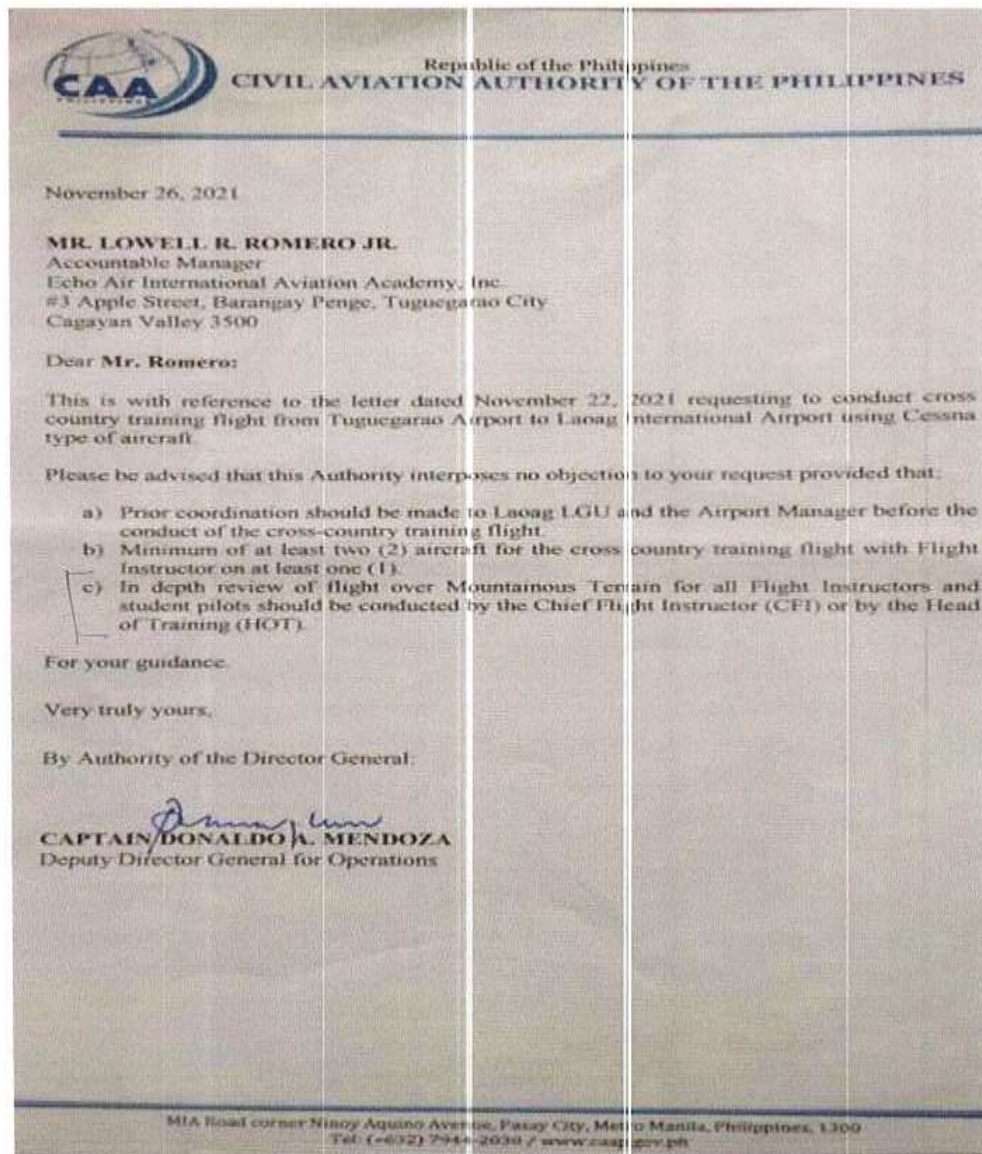 CAA
PHILIPPINES
Republic of the Philippines
CIVIL AVIATION AUTHORITY OF THE PHILIPPINES
November 26, 2021
MR. LOWELL R. ROMERO JR.
Accountable Manager
Echo Air International Aviation Academy, Inc.
#3 Apple Street, Barangay Penge, Tuguegarao City
Cagayan Valley 3500
Dear Mr. Romero:
This is with reference to the letter dated November 22, 2021 requesting to conduct cross
country training flight from Tuguegarao Airport to Laoag International Airport using Cessna
type of aircraft.
Please be advised that this Authority interposes no objection to your request provided that:
a) Prior coordination should be made to Laoag LGU and the Airport Manager before the
conduct of the cross-country training flight.
b) Minimum of at least two (2) aircraft for the cross country training flight with Flight
Instructor on at least one (1).
c) In depth review of flight over Mountainous Terrain for all Flight Instructors and
student pilots should be conducted by the Chief Flight Instructor (CFI) or by the Head
of Training (HOT).
For your guidance.
Very truly yours,
By Authority of the Director General:
CAPTAIN DONALDO A. MENDOZA
Deputy Director General for Operations
MIA Road corner Ninoy Aquino Avenue, Pasay City, Metro Manila, Philippines, 1300
Tel: (+632) 7944-2030 / www.caap.gov.ph